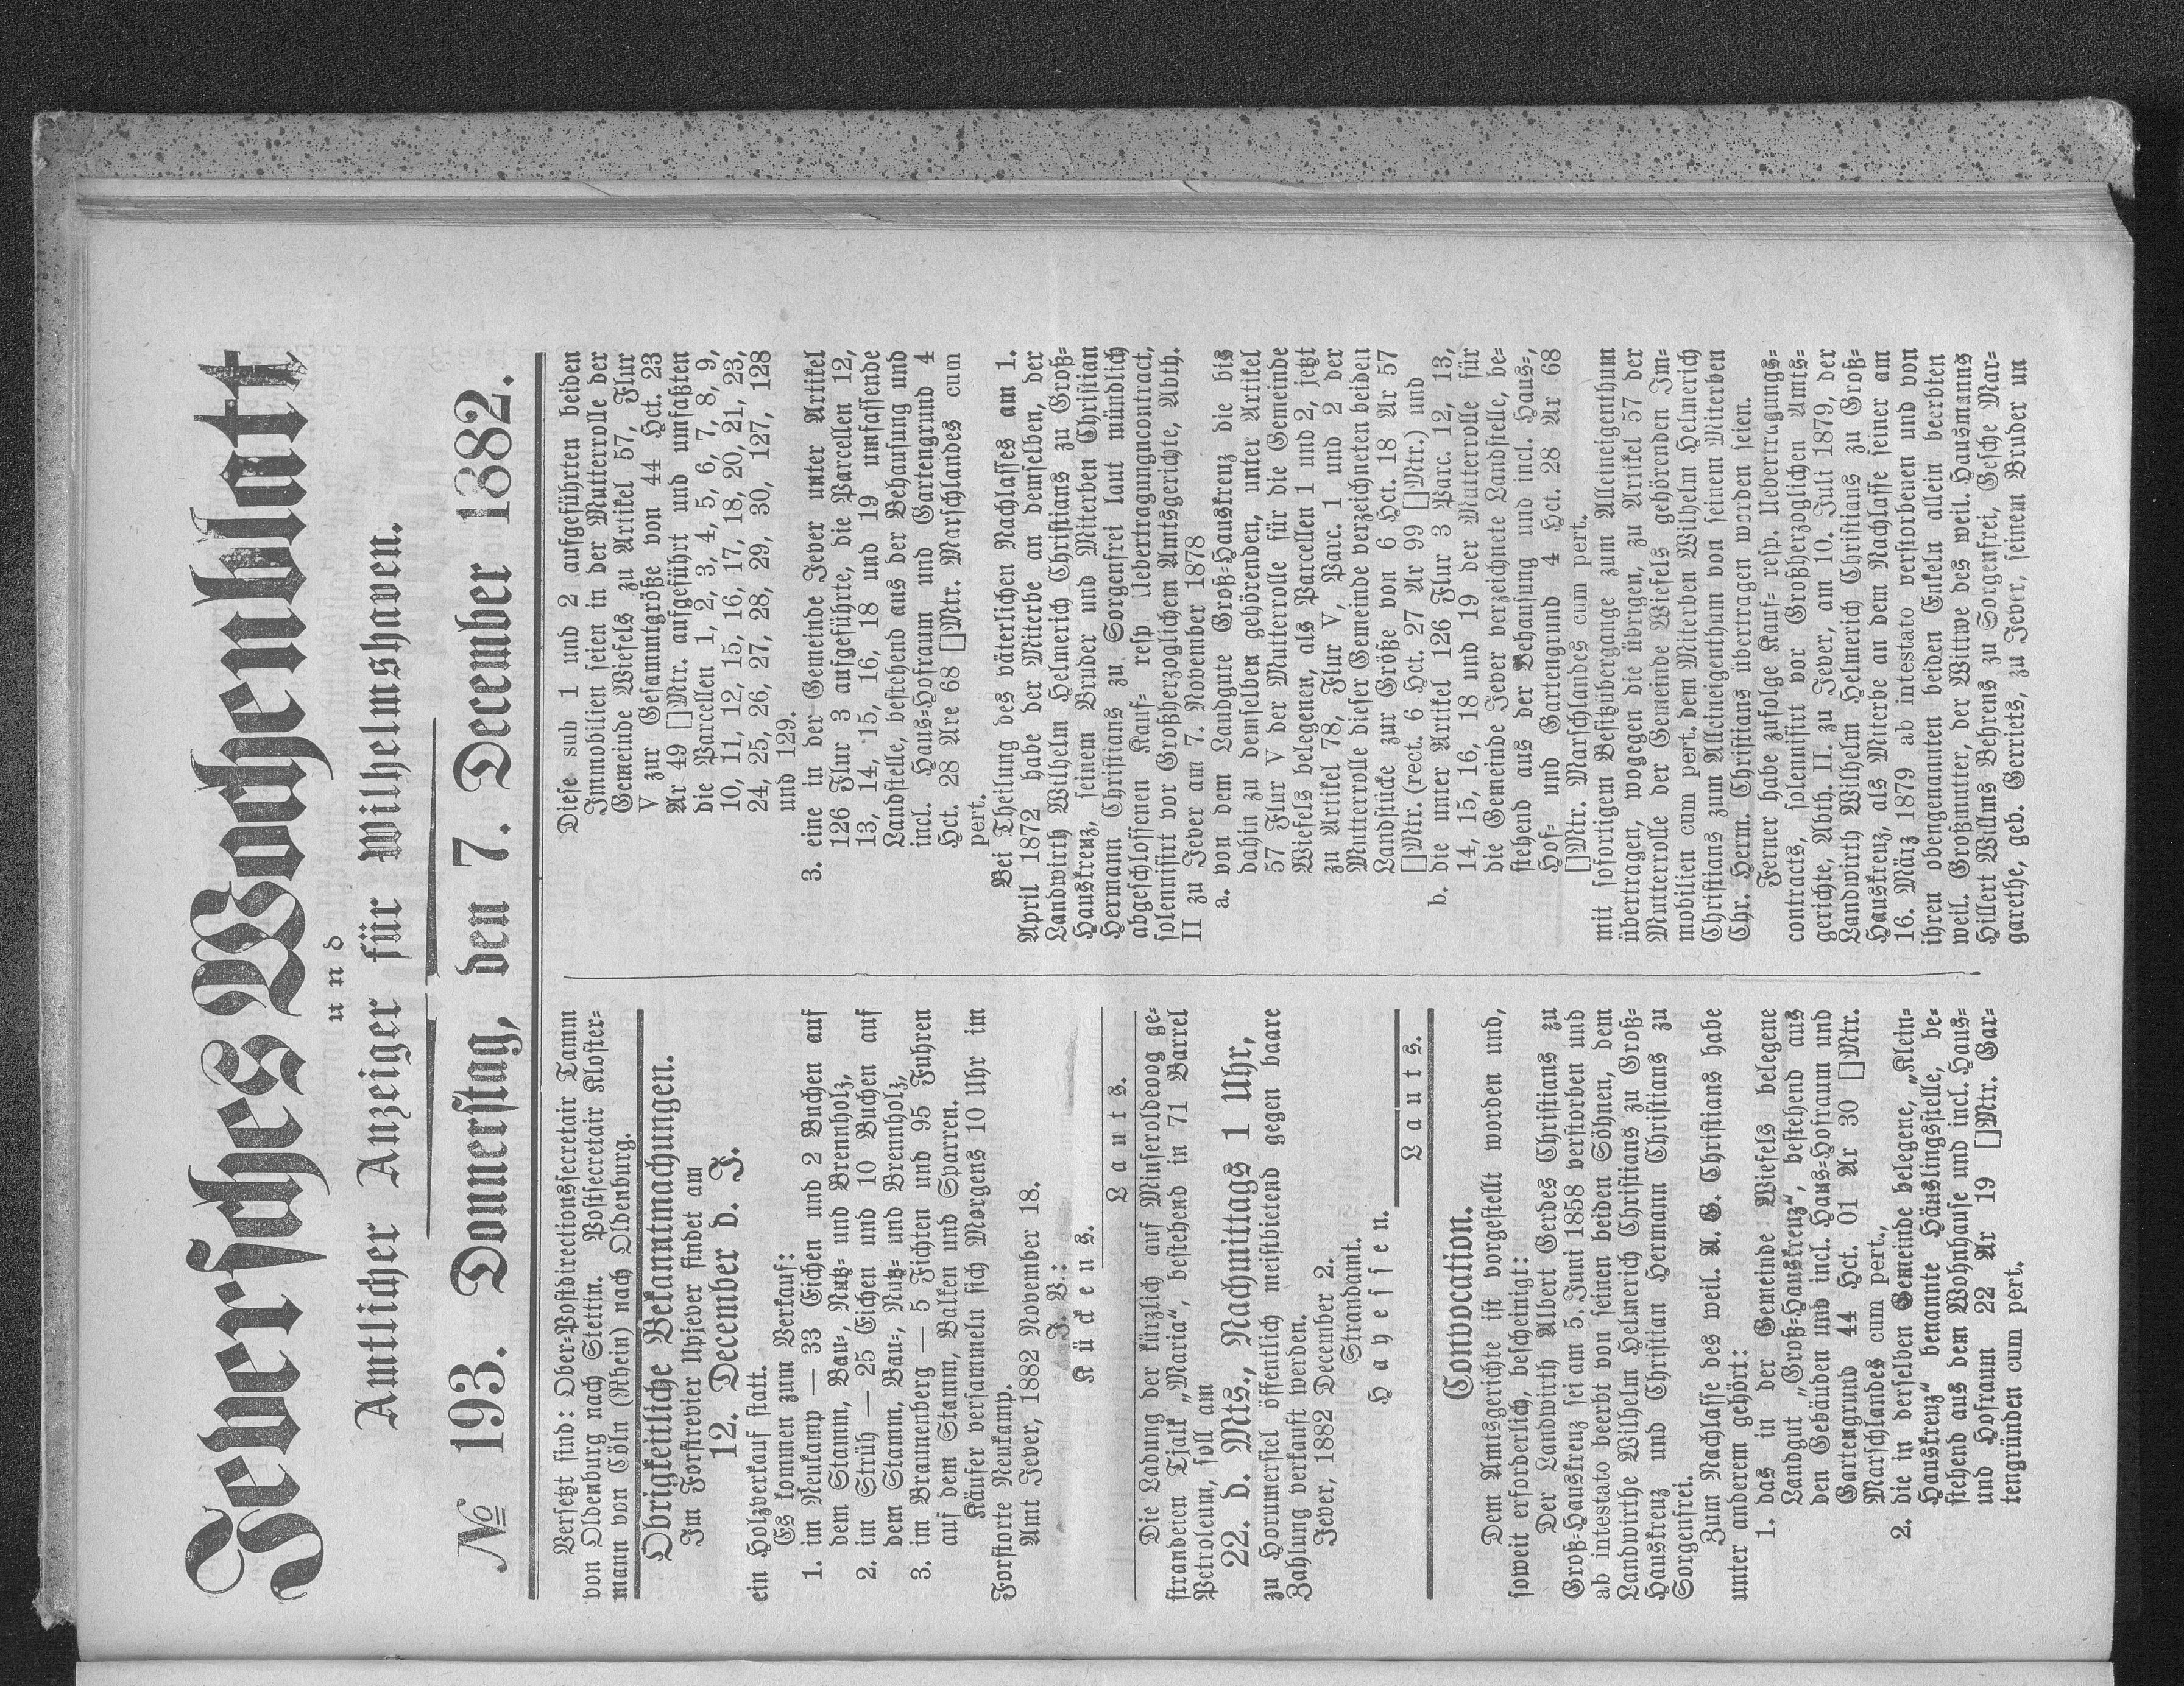 Jeversches Wochenblatt
und
Amtlicher Anzeiger für Wilhelmshaven.
№ 193. Donnerstag, den 7. December 1882.
Versetzt sind: Ober-Postdirectionssecretair Tamm
von Oldenburg nach Stettin. Postsecretair Kloster-
mann von Cöln (Rhein) nach Oldenburg.
Obrigkeitliche Bekanntmachungen.
Im Forstrevier Upjever findet am
12. December d. J.
ein Holzverkauf statt.
Es kommen zum Verkauf:
1. im Neukamp — 33 Eichen und 2 Buchen auf
dem Stamm, Bau-, Nutz- und Brennholz,
2. im Strüh — 25 Eichen und 10 Buchen auf
dem Stamm, Bau-, Nutz- und Brennholz,
3. im Braunenberg — 5 Fichten und 95 Fuhren
auf dem Stamm, Balken und Sparren.
Käufer versammeln sich Morgens 10 Uhr im
Forstorte Neukamp.
Amt Jever, 1882 November 18.
J. V.:
Kückens.
Lauts.
Die Ladung der kürzlich auf Minseroldeoog ge-
strandeten Tjalk „Maria“, bestehend in 71 Barrel
Petroleum, soll am
22. d. Mts., Nachmittags 1 Uhr,
zu Horumersiel öffentlich meistbietend gegen baare
Zahlung verkauft werden.
Jever, 1882 December 2.
Strandamt.
Hayessen.
Lauts.
Convocation.
Dem Amtsgerichte ist vorgestellt worden und,
soweit erforderlich, bescheinigt:
Der Landwirth Albert Gerdes Christians zu
Groß-Hauskreuz sei am 5. Juni 1858 verstorben und
ab intestato beerbt von seinen beiden Söhnen, dem
Landwirthe Wilhelm Helmerich Christians zu Groß-
Hauskreuz und Christian Hermann Christians zu
Sorgenfrei.
Zum Nachlasse des weil. A. G. Christians habe
unter anderem gehört:
1. das in der Gemeinde Wiefels belegene
Landgut „Groß-Hauskreuz“, bestehend aus
den Gebäuden und incl. Haus-Hofraum und
Gartengrund 44 Hct. 01 Ar 30 □Mtr.
Marschlandes cum pert.,
2. die in derselben Gemeinde belegene, „Klein-
Hauskreuz“ benannte Häuslingsstelle, be-
stehend aus dem Wohnhause und incl. Haus-
und Hofraum 22 Ar 19 □Mtr. Gar-
tengründen cum pert.
Diese sub 1 und 2 aufgeführten beiden
Immobilien seien in der Mutterrolle der
Gemeinde Wiefels zu Artikel 57, Flur
V zur Gesammtgröße von 44 Hct. 23
Ar 49 □Mtr. aufgeführt und umfaßten
die Parcellen 1, 2, 3, 4, 5, 6, 7, 8, 9,
10, 11, 12, 15, 16, 17, 18, 20, 21, 23,
24, 25, 26, 27, 28, 29, 30, 127, 128
und 129.
3. eine in der Gemeinde Jever unter Artikel
126 Flur 3 aufgeführte, die Parcellen 12,
13, 14, 15, 16, 18 und 19 umfassende
Landstelle, bestehend aus der Behausung und
incl. Haus-Hofraum und Gartengrund 4
Hct. 28 Are 68 □Mtr. Marschlandes cum
pert.
Bei Theilung des väterlichen Nachlasses am 1.
April 1872 habe der Miterbe an demselben, der
Landwirth Wilhelm Helmerich Christians zu Groß-
Hauskreuz, seinem Bruder und Miterben Christian
Hermann Christians zu Sorgenfrei laut mündlich
abgeschlossenen Kauf- resp Uebertragungcontract,
solennisirt vor Großherzoglichem Amtsgerichte, Abth.
II zu Jever am 7. November 1878
a. von dem Landgute Groß-Hauskreuz die bis
dahin zu demselben gehörenden, unter Artikel
57 Flur V der Mutterrolle für die Gemeinde
Wiefels belegenen, als Parcellen 1 und 2, jetzt
zu Artikel 78, Flur V, Parc. 1 und 2 der
Mutterrolle dieser Gemeinde verzeichneten beiden
Landstücke zur Größe von 6 Hct. 18 Ar 57
□Mtr. (rect. 6 Hct. 27 Ar 99 □Mtr.) und
b. die unter Artikel 126 Flur 3 Parc. 12, 13,
14, 15, 16, 18 und 19 der Mutterrolle für
die Gemeinde Jever verzeichnete Landstelle, be-
stehend aus der Behausung und incl. Haus-,
Hof- und Gartengrund 4 Hct. 28 Ar 68
□Mtr. Marschlandes cum pert.
mit sofortigem Besitzübergange zum Alleineigenthum
übertragen, wogegen die übrigen, zu Artikel 57 der
Mutterrolle der Gemeinde Wiefels gehörenden Im-
mobilien cum pert. dem Miterben Wilhelm Helmerich
Christians zum Alleineigenthum von seinem Miterben
Chr. Herm. Christians übertragen worden seien.
Ferner habe zufolge Kauf- resp. Uebertragungs-
contracts, solennisirt vor Großherzoglichen Amts-
gerichte, Abth. II. zu Jever, am 10. Juli 1879, der
Landwirth Wilhelm Helmerich Christians zu Groß-
Hauskreuz, als Miterbe an dem Nachlasse seiner am
16. März 1879 ab intestato verstorbenen und von
ihren obengenannten beiden Enkeln allein beerbten
weil. Großmutter, der Wittwe des weil. Hausmanns
Hillert Willms Behrens zu Sorgenfrei, Gesche Mar-
garethe, geb. Gerriets, zu Jever, seinem Bruder un